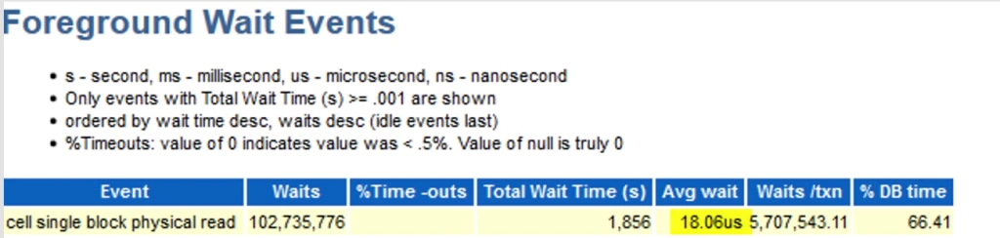 Foreground Wait Events
• s - second, ms - millisecond, us - microsecond, ns - nanosecond
• Only events with Total Wait Time (s) >= .001 are shown
• ordered by wait time desc, waits desc (idle events last)
• %Timeouts: value of 0 indicates value was < .5%. Value of null is truly 0
Event Waits %Time -outs Total Wait Time (s) Avg wait Waits /txn % DB time
cell single block physical read 102,735,776 1,856 18.06us 5,707,543.11 66.41